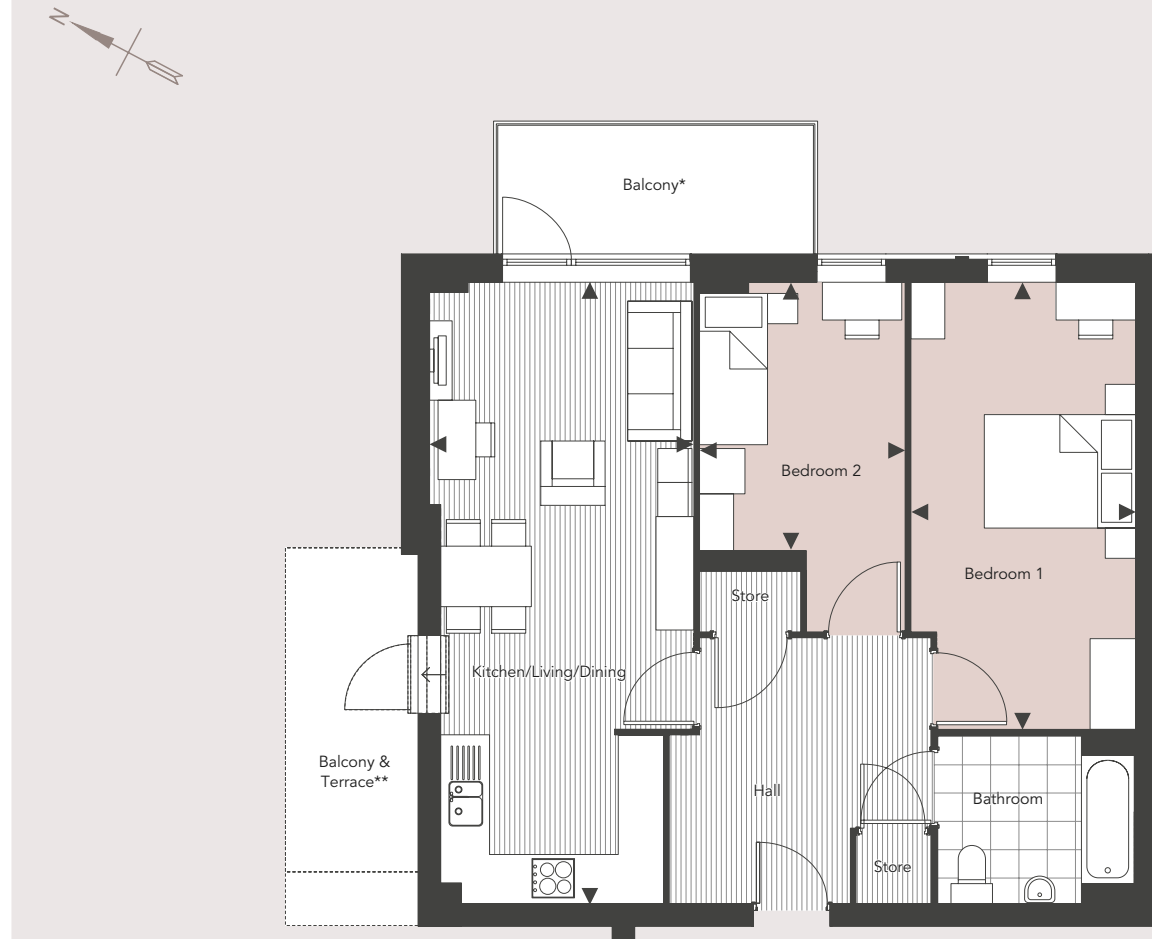 N
Balcony*
Bedroom 2
Bedroom 1
Store
Kitchen/Living/Dining
Balcony &
Terrace**
Hall
Bathroom
Store